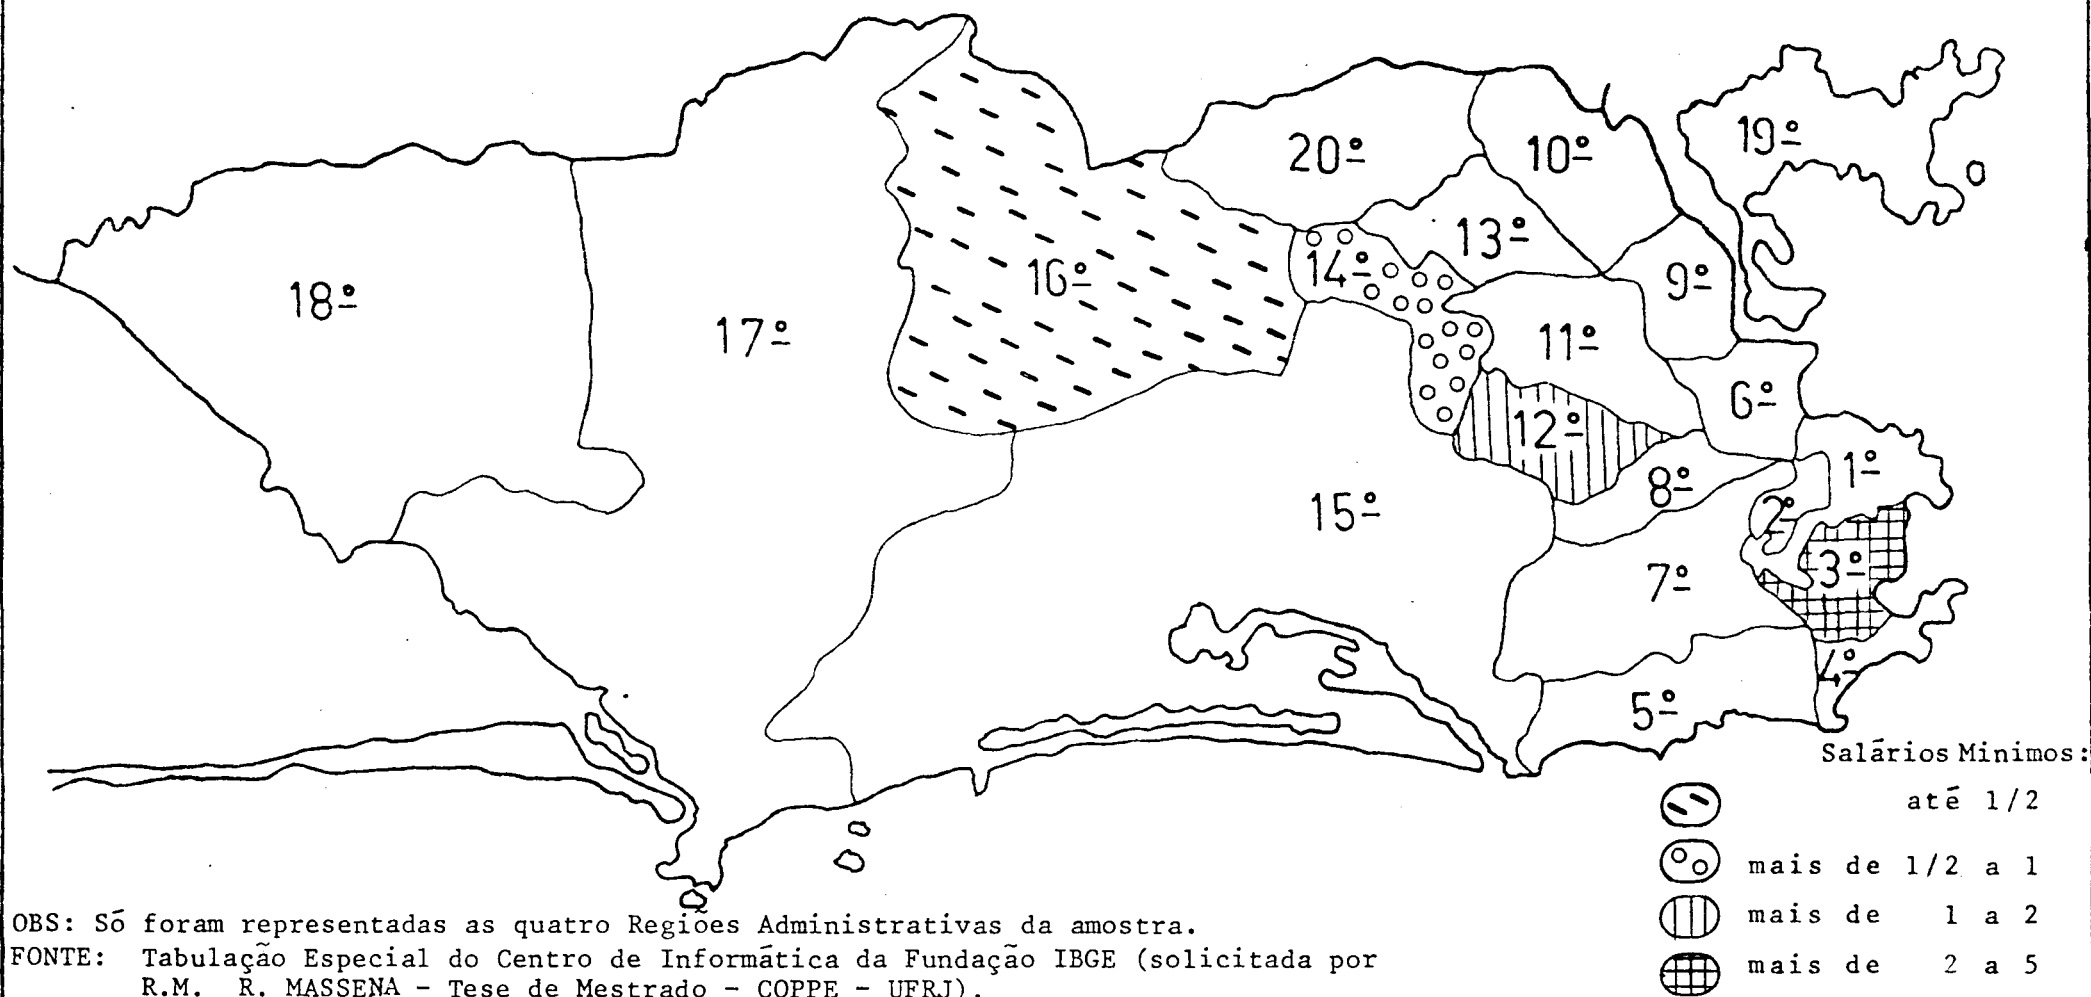 20º
10º
19º
13º
14º
16º
9º
18º
17º
11º
6º
12º
1º
8º
2º
15º
3º
7º
4º
5º
Salários Minimos:
até 1/2
mais de 1/2 a 1
mais de 1 a 2
mais de 2 a 5
OBS: Só foram representadas as quatro Regiões Administrativas da amostra.
FONTE: Tabulação Especial do Centro de Informática da Fundação IBGE (solicitada por
R.M. R. MASSENA - Tese de Mestrado - COPPE - UFRJ).